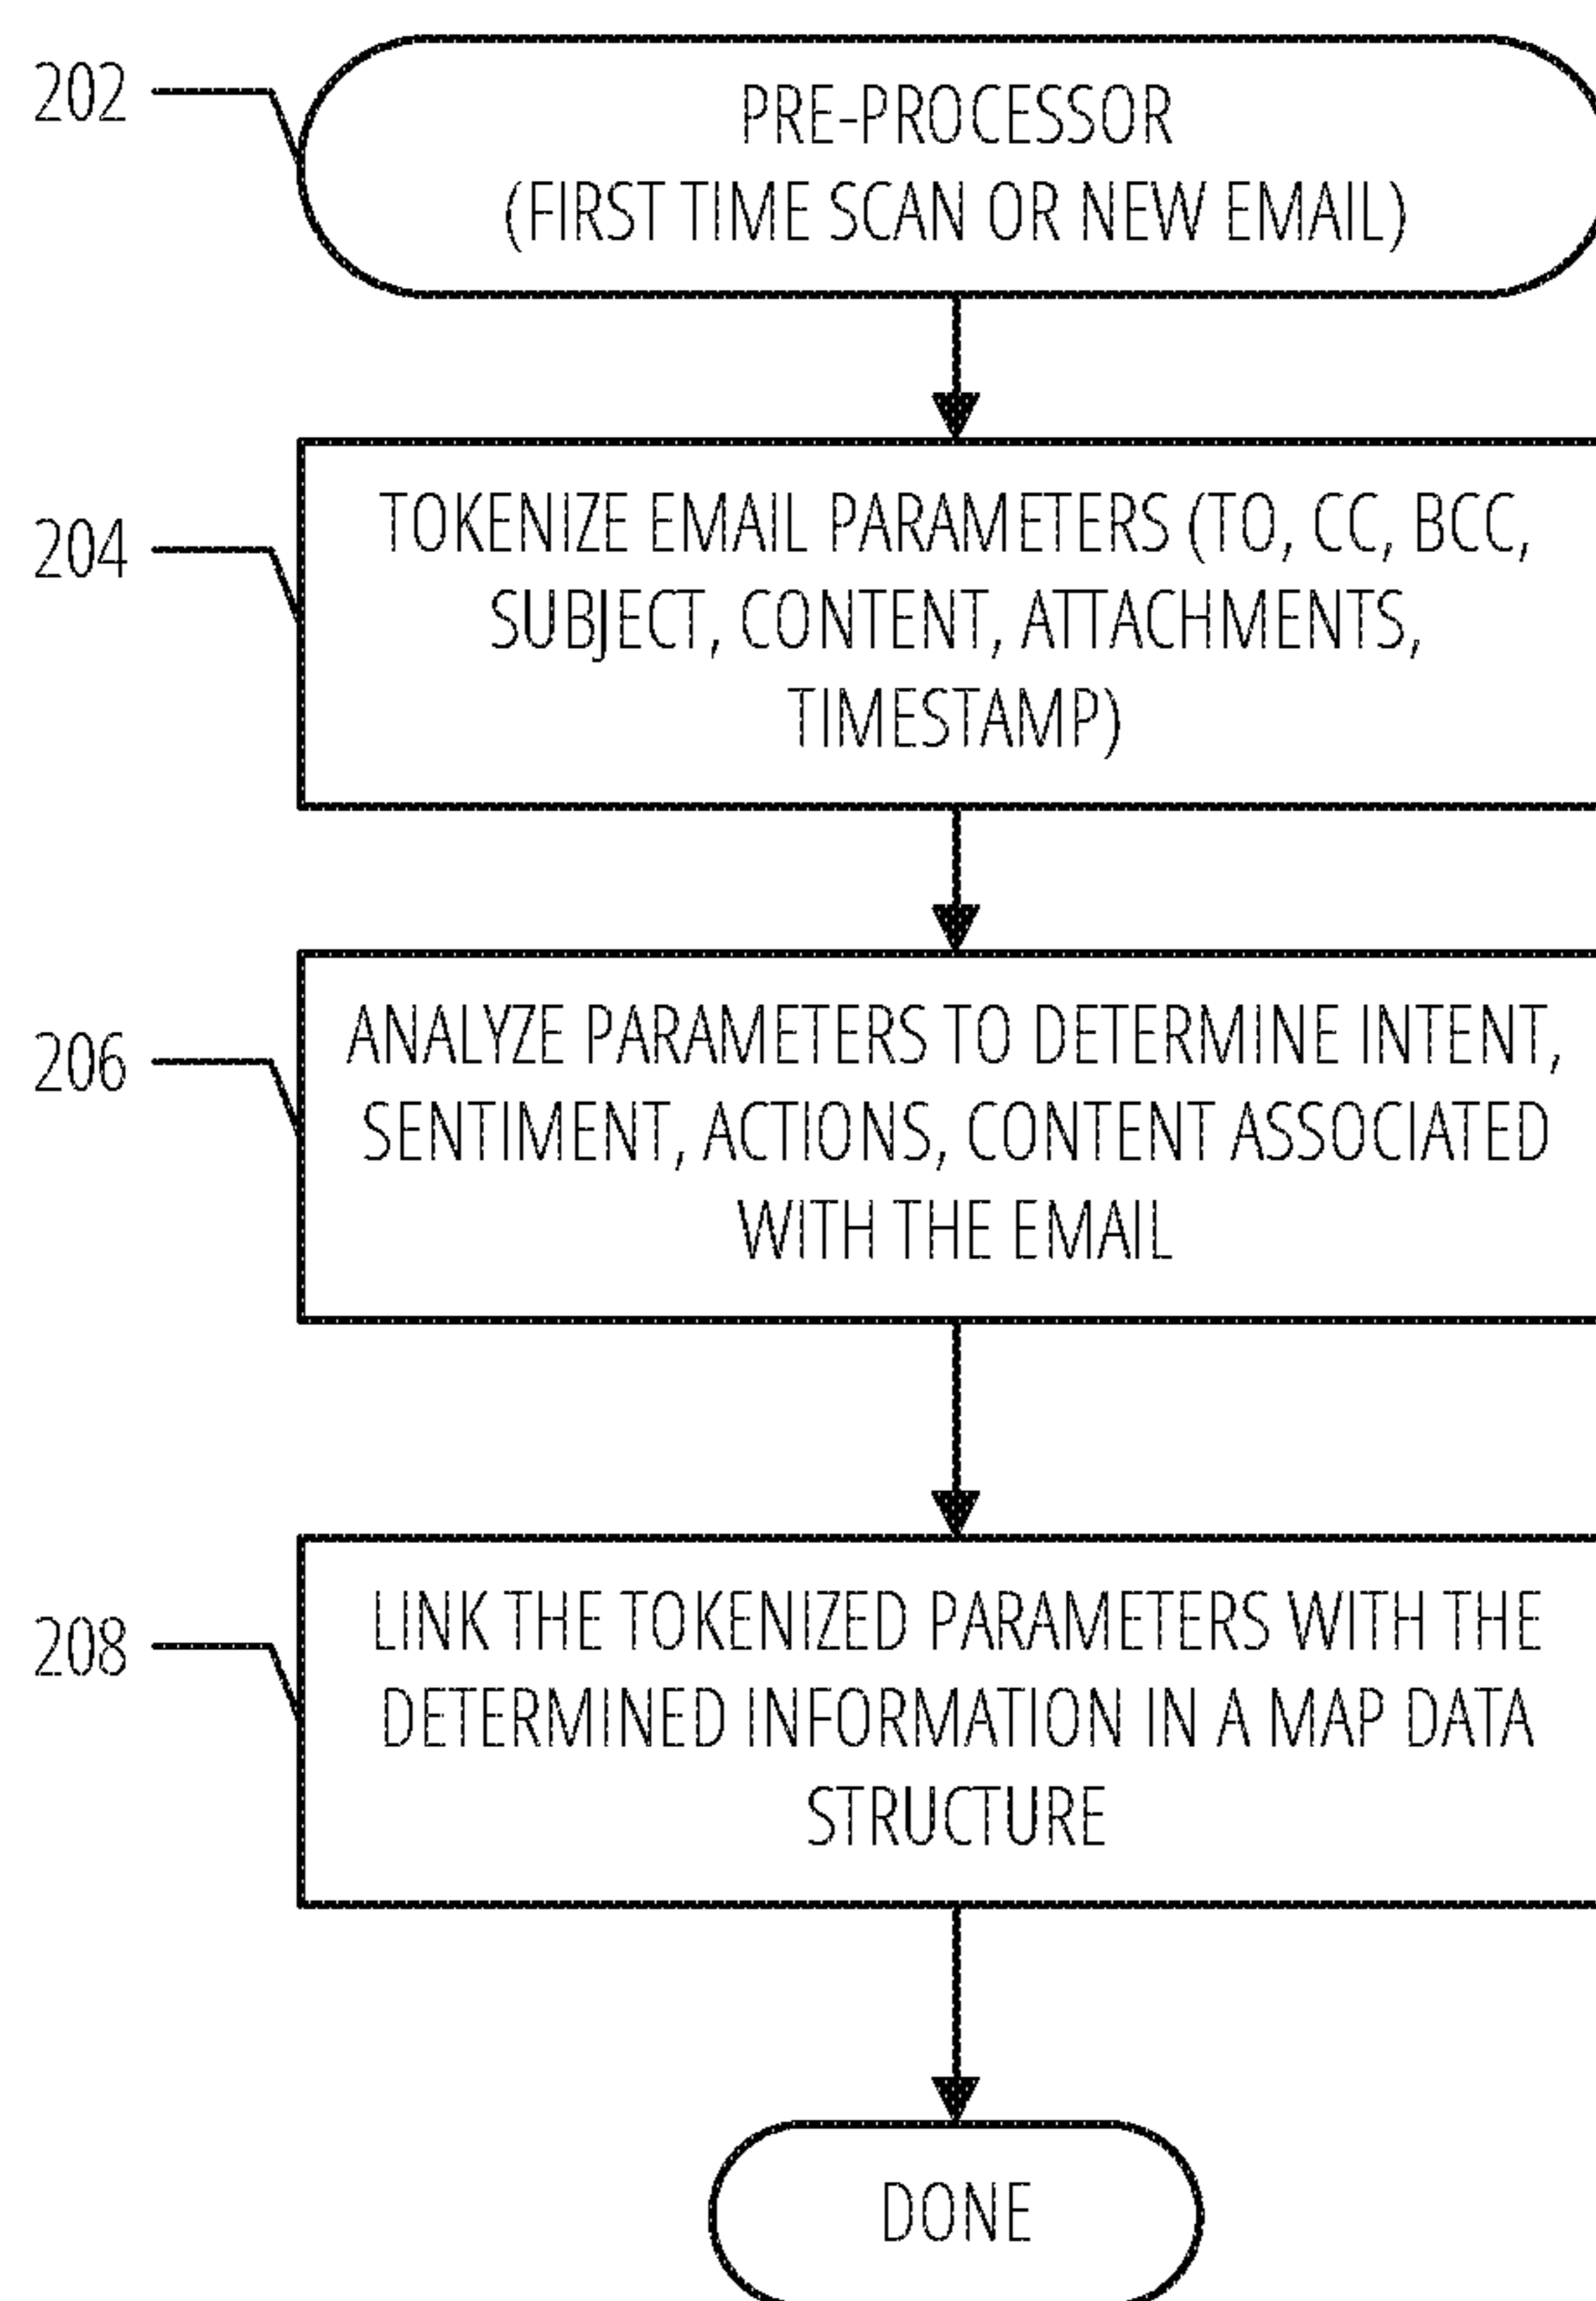 202
PRE-PROCESSOR
(FIRST TIME SCAN OR NEW EMAIL)
204
TOKENIZE EMAIL PARAMETERS (TO, CC, BCC,
SUBJECT, CONTENT, ATTACHMENTS,
TIMESTAMP)
206
ANALYZE PARAMETERS TO DETERMINE INTENT,
SENTIMENT, ACTIONS, CONTENT ASSOCIATED
WITH THE EMAIL
208
LINK THE TOKENIZED PARAMETERS WITH THE
DETERMINED INFORMATION IN A MAP DATA
STRUCTURE
DONE